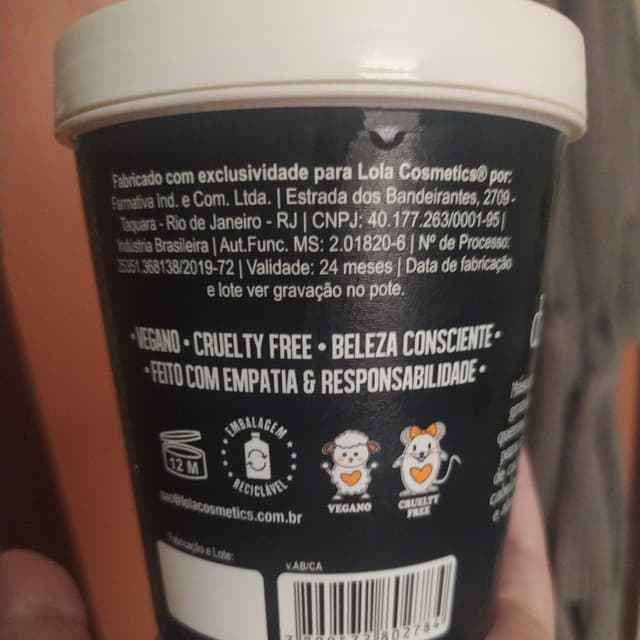 Fabricado com exclusividade para Lola Cosmetics® por:
Farmativa Ind. e Com. Ltda. | Estrada dos Bandeirantes, 2709 -
Taquara - Rio de Janeiro - RJ | CNPJ: 40.177.263/0001-95 |
Indústria Brasileira | Aut.Func. MS: 2.01820-6 | Nº de Processo:
25351.368138/2019-72 | Validade: 24 meses | Data de fabricação
e lote ver gravação no pote.
• VEGANO • CRUELTY FREE • BELEZA CONSCIENTE •
• FEITO COM EMPATIA & RESPONSABILIDADE •
12 M
EMBALAGEM
RECICLÁVEL
VEGANO
CRUELTY
FREE
sac@lolacosmetics.com.br
Fabricação e Lote:
v.AB/CA